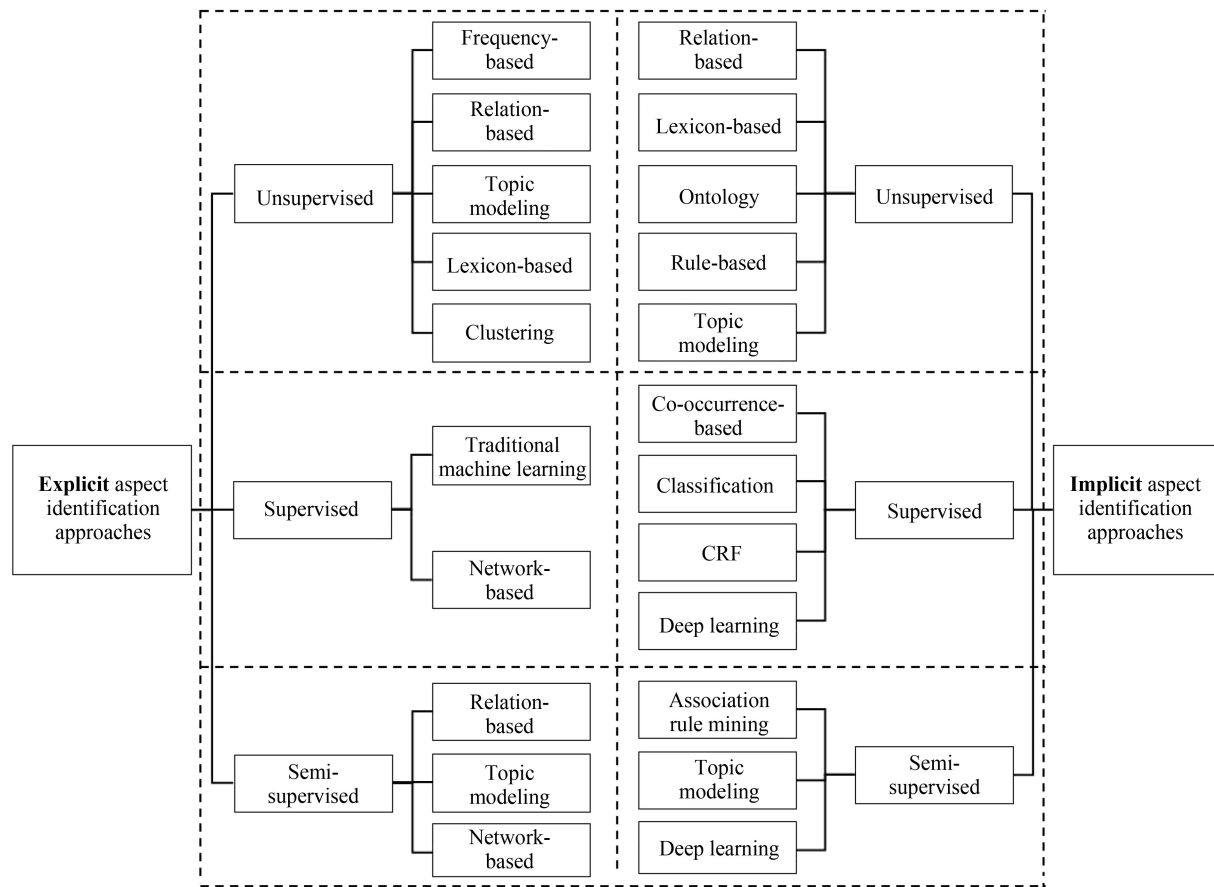 Frequency-
based
Relation-
based
Topic
modeling
Lexicon-based
Clustering
Unsupervised
Relation-
based
Lexicon-based
Ontology
Rule-based
Topic
modeling
Unsupervised
Explicit aspect
identification
approaches
Supervised
Traditional
machine learning
Network-
based
Co-occurrence-
based
Classification
CRF
Deep learning
Supervised
Implicit aspect
identification
approaches
Semi-
supervised
Relation-
based
Topic
modeling
Network-
based
Association
rule mining
Topic
modeling
Deep learning
Semi-
supervised